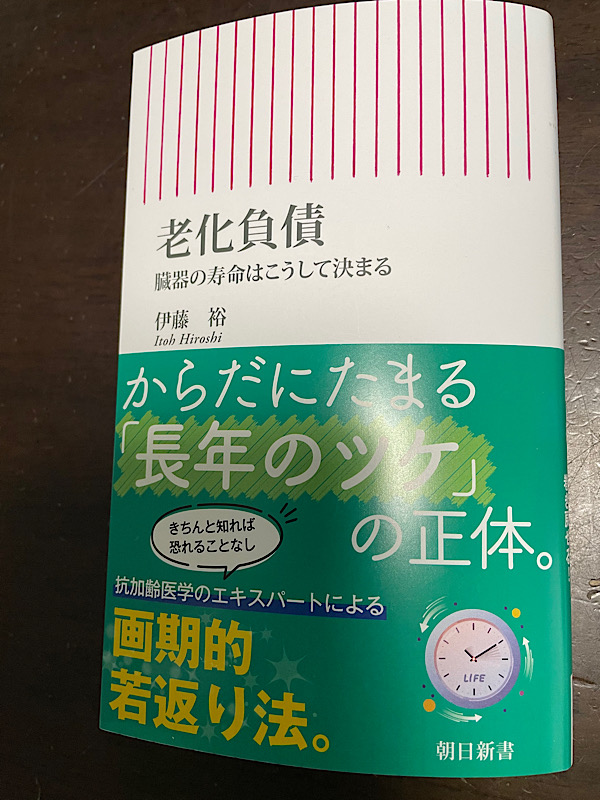 老化負債
臓器の寿命はこうして決まる
伊藤 裕
Itoh Hiroshi
からだにたまる
「長年のツケ」
の正体。
きちんと知れば
恐れることなし
抗加齢医学のエキスパートによる
画期的
若返り法。
LIFE
朝日新書